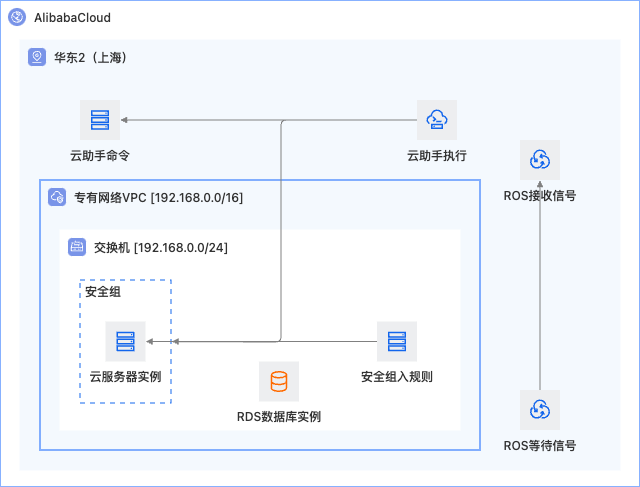 AlibabaCloud
华东2（上海）
云助手命令
云助手执行
ROS接收信号
专有网络VPC [192.168.0.0/16]
交换机 [192.168.0.0/24]
安全组
云服务器实例
安全组入规则
RDS数据库实例
ROS等待信号